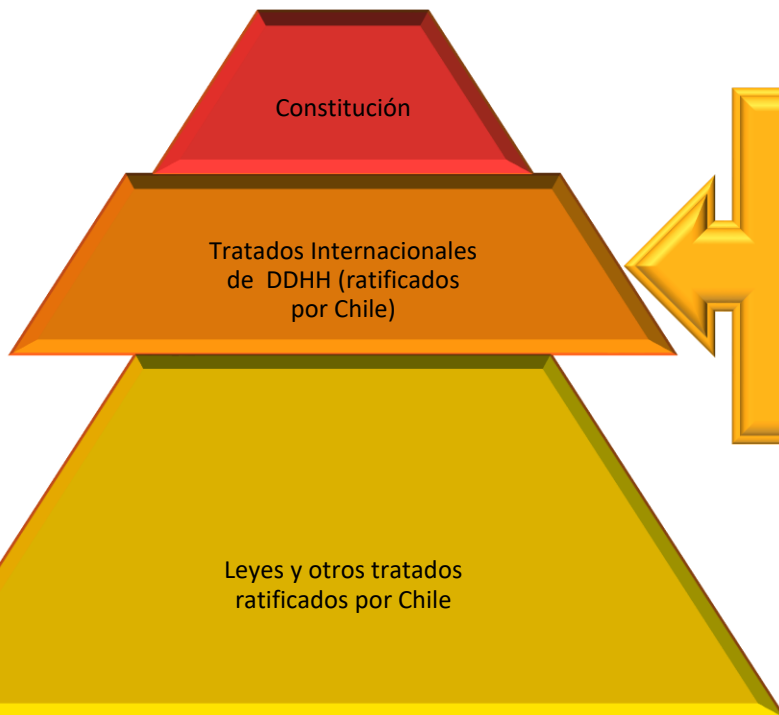 Constitución
Tratados Internacionales
de DDHH (ratificados
por Chile)
Leyes y otros tratados
ratificados por Chile